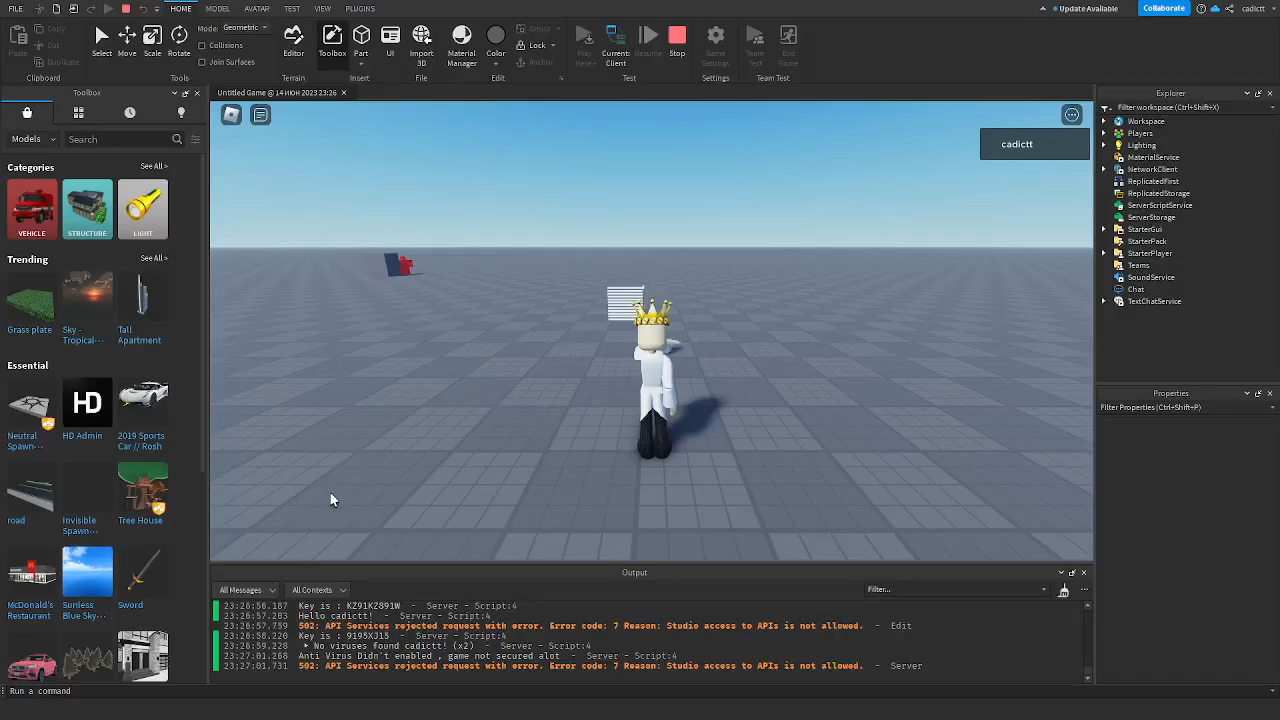 FILE HOME MODEL AVATAR TEST VIEW PLUGINS Update Available Collaborate cadictt
Copy Mode: Geometric Group
Cut Collisions Lock
Paste Duplicate Select Move Scale Rotate Join Surfaces Editor Toolbox Part UI Import 3D Material Manager Color Anchor Play Here Current: Client Resume Stop Game Settings Team Test Exit Game
Clipboard Tools Terrain Insert File Edit Test Settings Team Test
Toolbox
Untitled Game @ 14 июн 2023 23:26
Models Search
Categories See All >
VEHICLE STRUCTURE LIGHT
Trending See All >
Grass plate Sky - Tropical... Tall Apartment
Essential See All >
Neutral Spawn... HD Admin 2019 Sports Car // Rosh
HD
road Invisible Spawn... Tree House
McDonald's Restaurant Sunless Blue Sky... Sword
cadictt
Explorer
Filter workspace (Ctrl+Shift+X)
Workspace
Players
Lighting
MaterialService
NetworkClient
ReplicatedFirst
ReplicatedStorage
ServerScriptService
ServerStorage
StarterGui
StarterPack
StarterPlayer
Teams
SoundService
Chat
TextChatService
Properties
Filter Properties (Ctrl+Shift+P)
Output
All Messages All Contexts Filter...
23:26:56.187 Key is : KZ91KZ891W - Server - Script:4
23:26:57.203 Hello cadictt! - Server - Script:4
23:26:57.759 502: API Services rejected request with error. Error code: 7 Reason: Studio access to APIs is not allowed. - Edit
23:26:58.220 Key is : 9195XJ15 - Server - Script:4
23:26:59.228 No viruses found cadictt! (x2) - Server - Script:4
23:27:01.268 Anti Virus Didn't enabled , game not secured alot - Server - Script:4
23:27:01.731 502: API Services rejected request with error. Error code: 7 Reason: Studio access to APIs is not allowed. - Server
Run a command